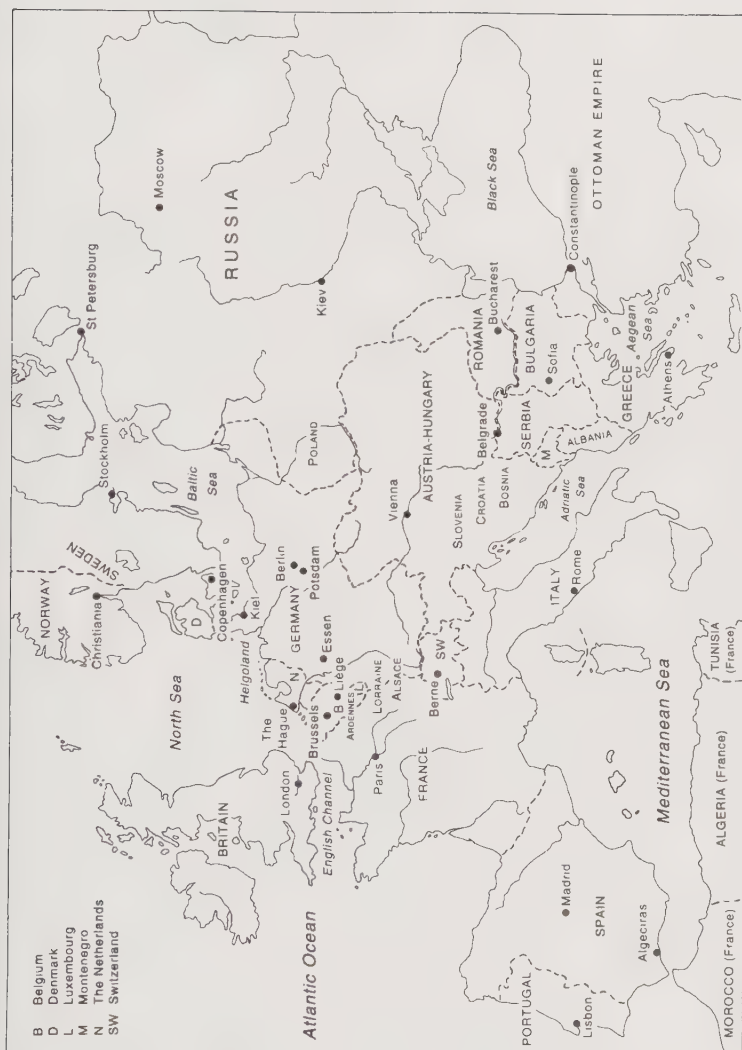 B Belgium
D Denmark
L Luxembourg
M Montenegro
N The Netherlands
SW Switzerland
NORWAY
SWEDEN
Christiania
Stockholm
St Petersburg
Moscow
RUSSIA
Kiev
North Sea
Baltic
Sea
D
Copenhagen
Kiel
Helgoland
BRITAIN
London
English Channel
Atlantic Ocean
The
Hague
N
GERMANY
Berlin
Potsdam
Essen
POLAND
Brussels
B
Liège
ARDENNES
L
LORRAINE
ALSACE
Paris
FRANCE
Berne
SW
Vienna
AUSTRIA-HUNGARY
SLOVENIA
CROATIA
BOSNIA
Belgrade
SERBIA
M
ALBANIA
ROMANIA
Bucharest
BULGARIA
Sofia
Black Sea
Constantinople
OTTOMAN EMPIRE
GREECE
Aegean
Sea
Athens
Adriatic
Sea
ITALY
Rome
Mediterranean Sea
PORTUGAL
Lisbon
Madrid
SPAIN
Algeciras
MOROCCO (France)
ALGERIA (France)
TUNISIA
(France)